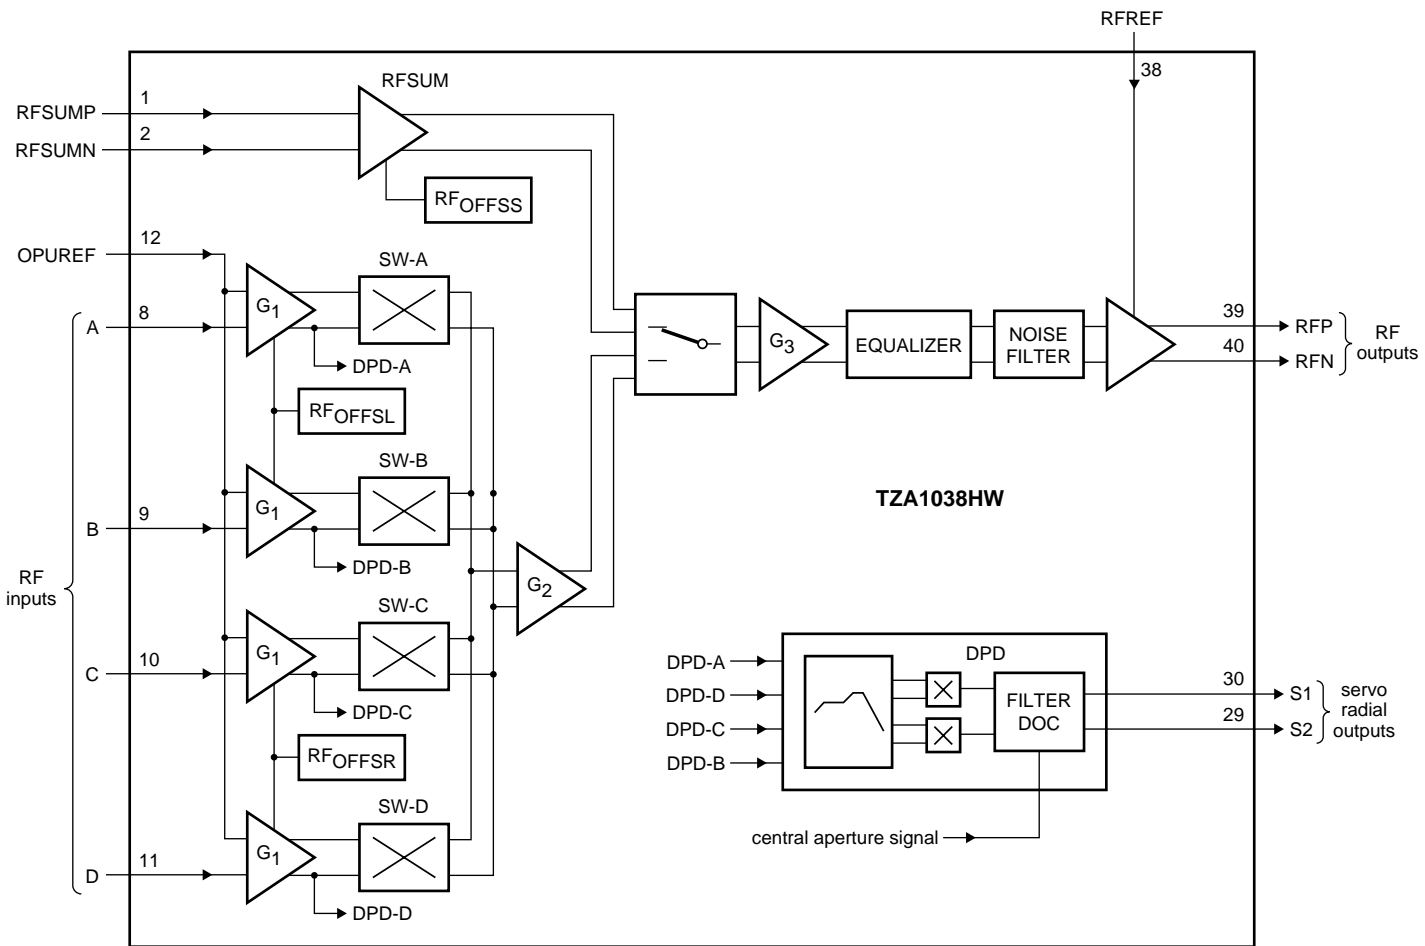 RFREF
38
RFSUM
RFSUMP
1
RFSUMN
2
RFOFFSS
OPUREF
12
SW-A
G1
A
8
DPD-A
RFOFFSL
G3
EQUALIZER
NOISE
FILTER
39
RFP
40
RFN
RF
outputs
SW-B
G1
B
9
DPD-B
TZA1038HW
RF
inputs
G2
SW-C
G1
C
10
DPD-C
RFOFFSR
SW-D
G1
D
11
DPD-D
DPD
DPD-A
DPD-D
DPD-C
DPD-B
FILTER
DOC
30
S1
29
S2
servo
radial
outputs
central aperture signal